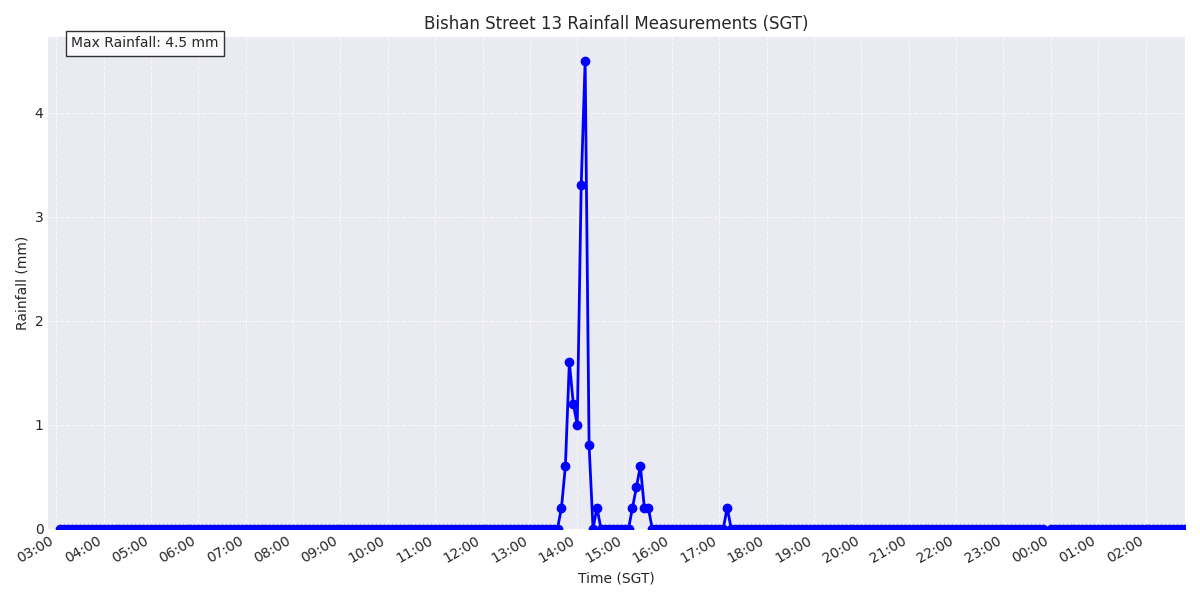 Bishan Street 13 Rainfall Measurements (SGT)
Max Rainfall: 4.5 mm
Rainfall (mm)
4
3
2
1
0
03:00 04:00 05:00 06:00 07:00 08:00 09:00 10:00 11:00 12:00 13:00 14:00 15:00 16:00 17:00 18:00 19:00 20:00 21:00 22:00 23:00 00:00 01:00 02:00
Time (SGT)